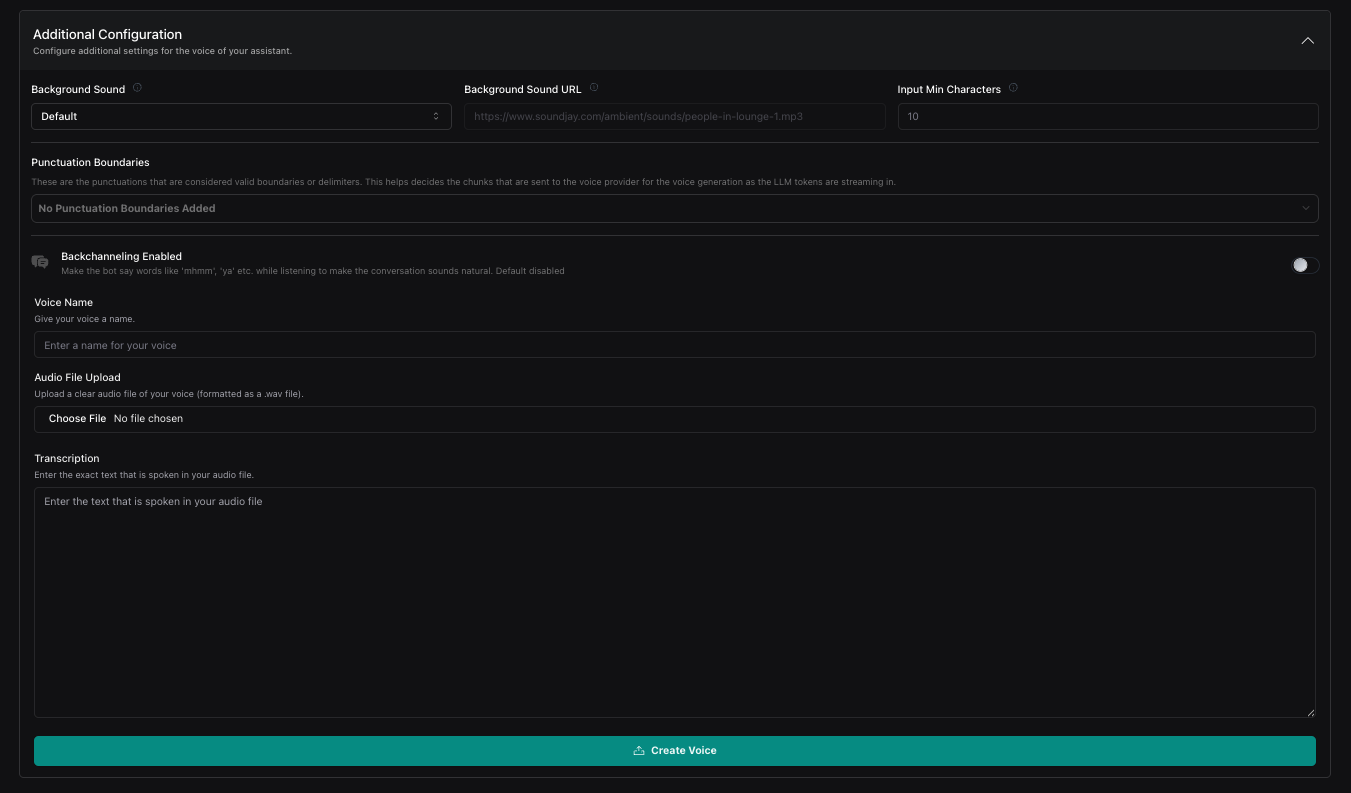 Additional Configuration
Configure additional settings for the voice of your assistant.
Background Sound
Background Sound URL
Input Min Characters
Default
https://www.soundjay.com/ambient/sounds/people-in-lounge-1.mp3
10
Punctuation Boundaries
These are the punctuations that are considered valid boundaries or delimiters. This helps decides the chunks that are sent to the voice provider for the voice generation as the LLM tokens are streaming in.
No Punctuation Boundaries Added
Backchanneling Enabled
Make the bot say words like 'mhmm', 'ya' etc. while listening to make the conversation sounds natural. Default disabled
Voice Name
Give your voice a name.
Enter a name for your voice
Audio File Upload
Upload a clear audio file of your voice (formatted as a .wav file).
Choose File No file chosen
Transcription
Enter the exact text that is spoken in your audio file.
Enter the text that is spoken in your audio file
Create Voice